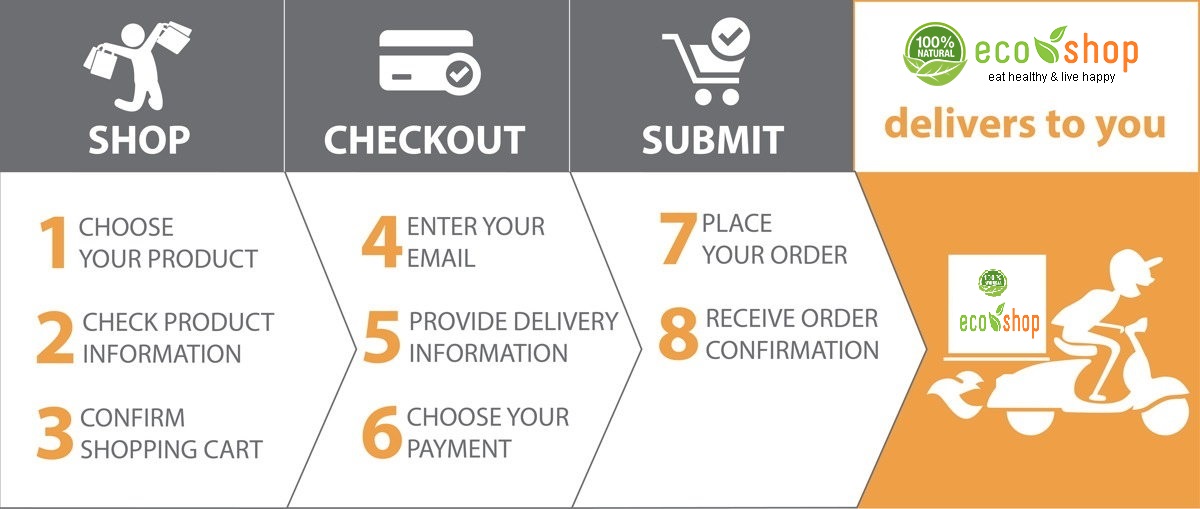 SHOP
CHECKOUT
SUBMIT
100%
NATURAL
eco shop
eat healthy & live happy
delivers to you
1 CHOOSE
YOUR PRODUCT
2 CHECK PRODUCT
INFORMATION
3 CONFIRM
SHOPPING CART
4 ENTER YOUR
EMAIL
5 PROVIDE DELIVERY
INFORMATION
6 CHOOSE YOUR
PAYMENT
7 PLACE
YOUR ORDER
8 RECEIVE ORDER
CONFIRMATION
eco shop